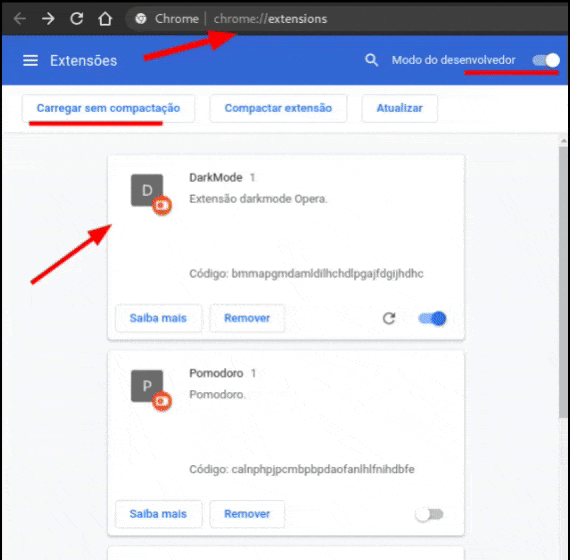 Chrome | chrome://extensions
Extensões
Modo do desenvolvedor
Carregar sem compactação
Compactar extensão
Atualizar
D
DarkMode 1
Extensão darkmode Opera.
Código: bmmapgmdamldilhchdlpgajfdgijhdhc
Saiba mais
Remover
P
Pomodoro 1
Pomodoro.
Código: calnphpjpcmbpbpdaofanlhlfnihdbfe
Saiba mais
Remover